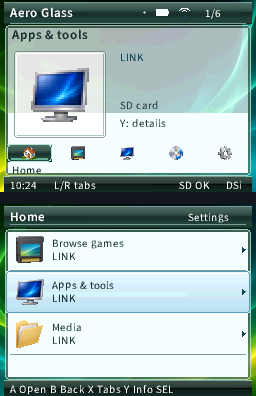 Aero Glass 1/6
Apps & tools
LINK
SD card
Y: details
Home
10:24 L/R tabs SD OK DSi
Home Settings
Browse games
LINK
Apps & tools
LINK
Media
LINK
A Open B Back X Tabs Y Info SEL